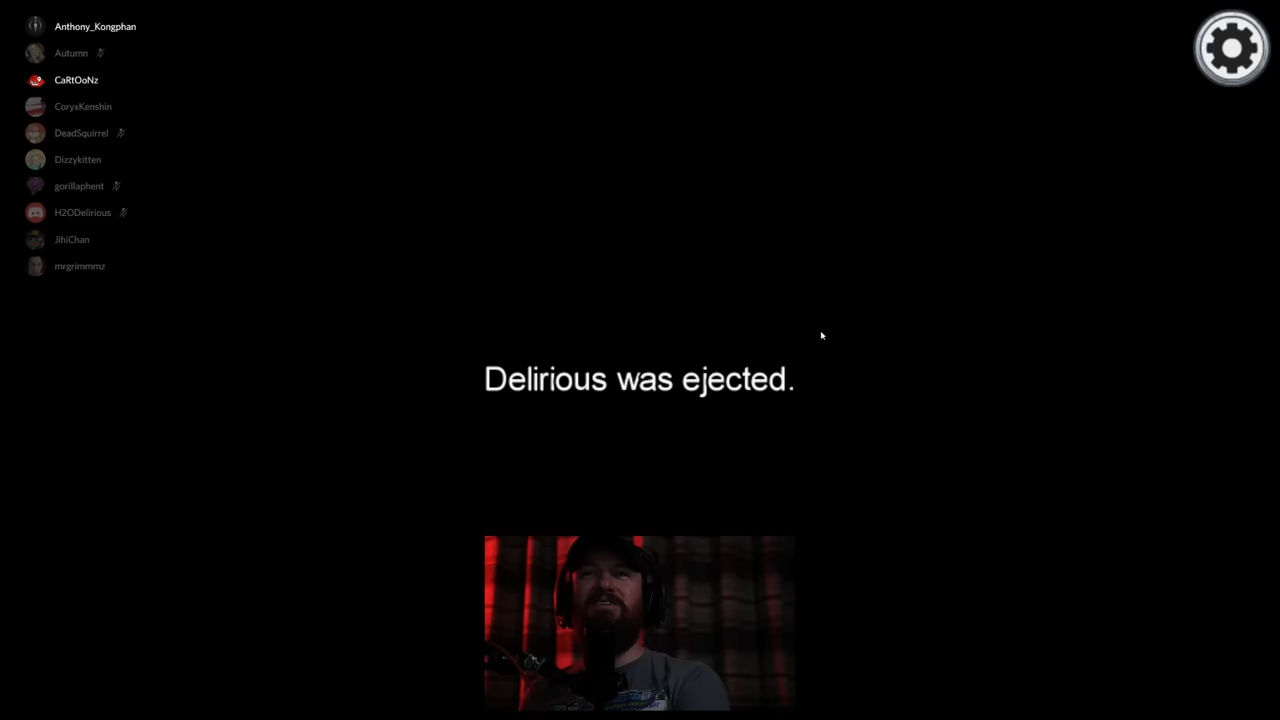 Anthony_Kongphan
Autumn
CaRtOoNz
CoryxKenshin
DeadSquirrel
Dizzykitten
gorillaphent
H2ODelirious
JihiChan
mrgrimmmz
Delirious was ejected.